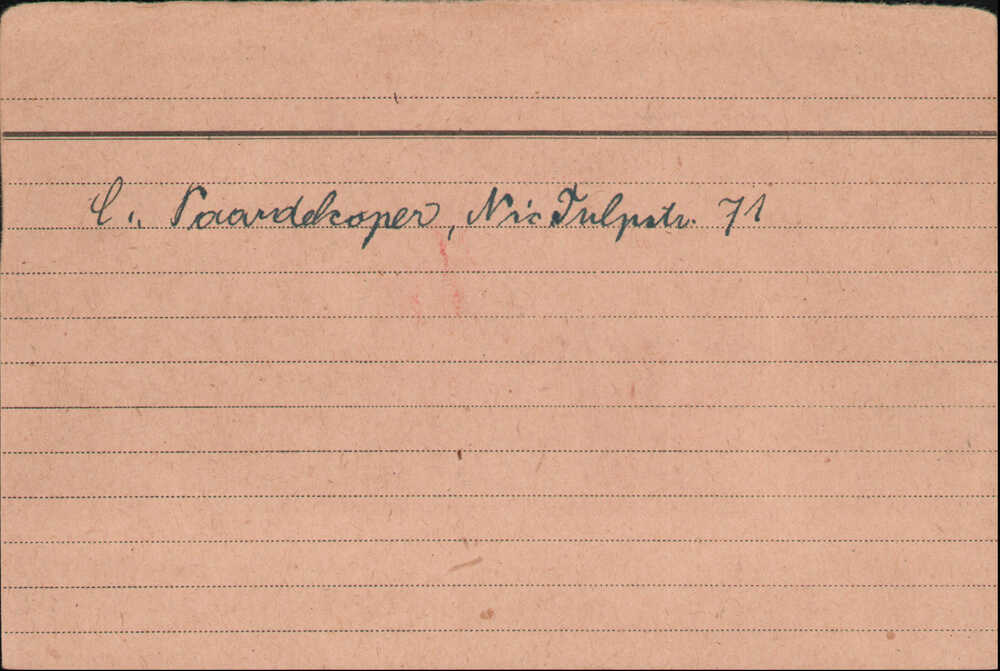 C. Paardekoper, Nic Tulpstr. 71